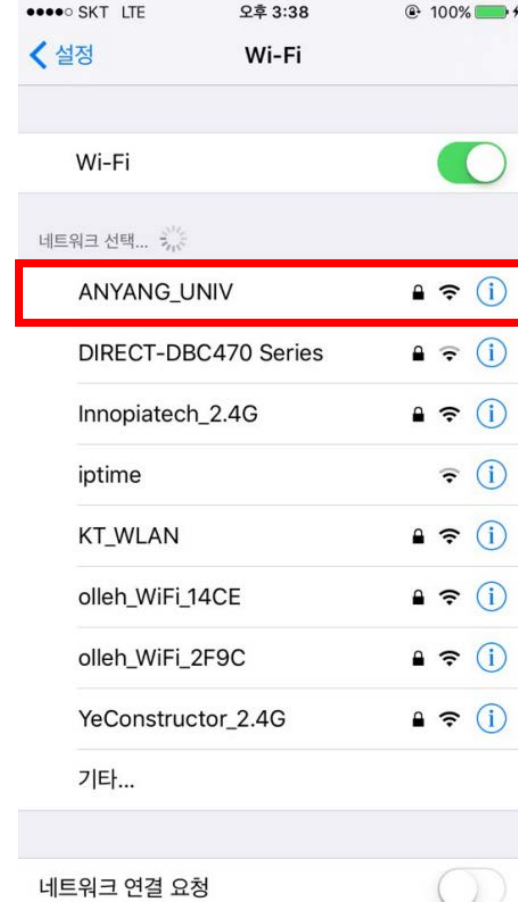 SKT LTE 오후 3:38 100%
설정 Wi-Fi
Wi-Fi
네트워크 선택...
ANYANG_UNIV
DIRECT-DBC470 Series
Innopiatech_2.4G
iptime
KT_WLAN
olleh_WiFi_14CE
olleh_WiFi_2F9C
YeConstructor_2.4G
기타...
네트워크 연결 요청